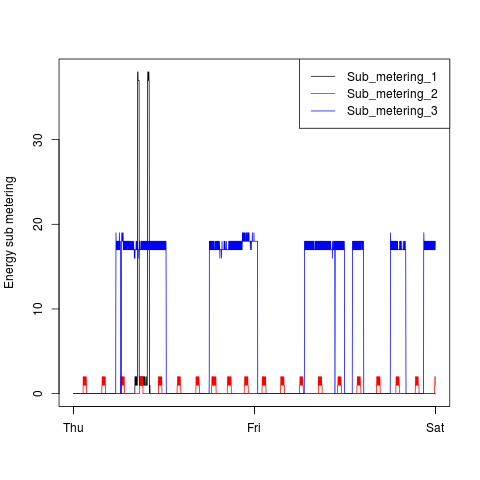 Sub_metering_1
Sub_metering_2
Sub_metering_3
Energy sub metering
30
20
10
0
Thu Fri Sat